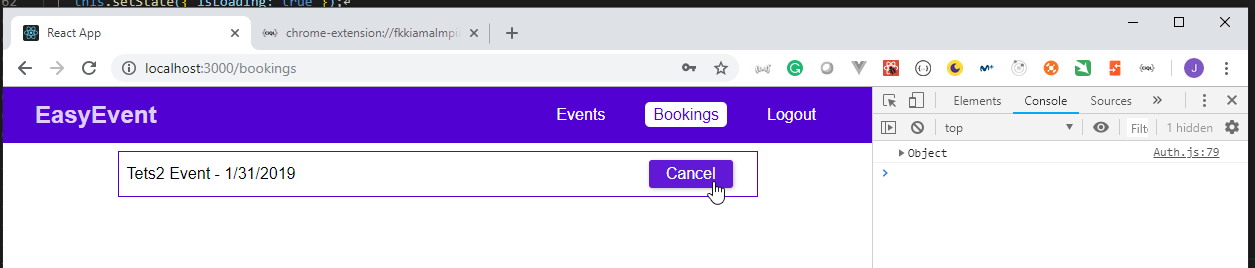 62 this.setState({ isLoading: true });
React App
chrome-extension://fkkiamalmpi
localhost:3000/bookings
J
EasyEvent Events Bookings Logout
Elements Console Sources
top Filt 1 hidden
Object Auth.js:79
Tets2 Event - 1/31/2019 Cancel